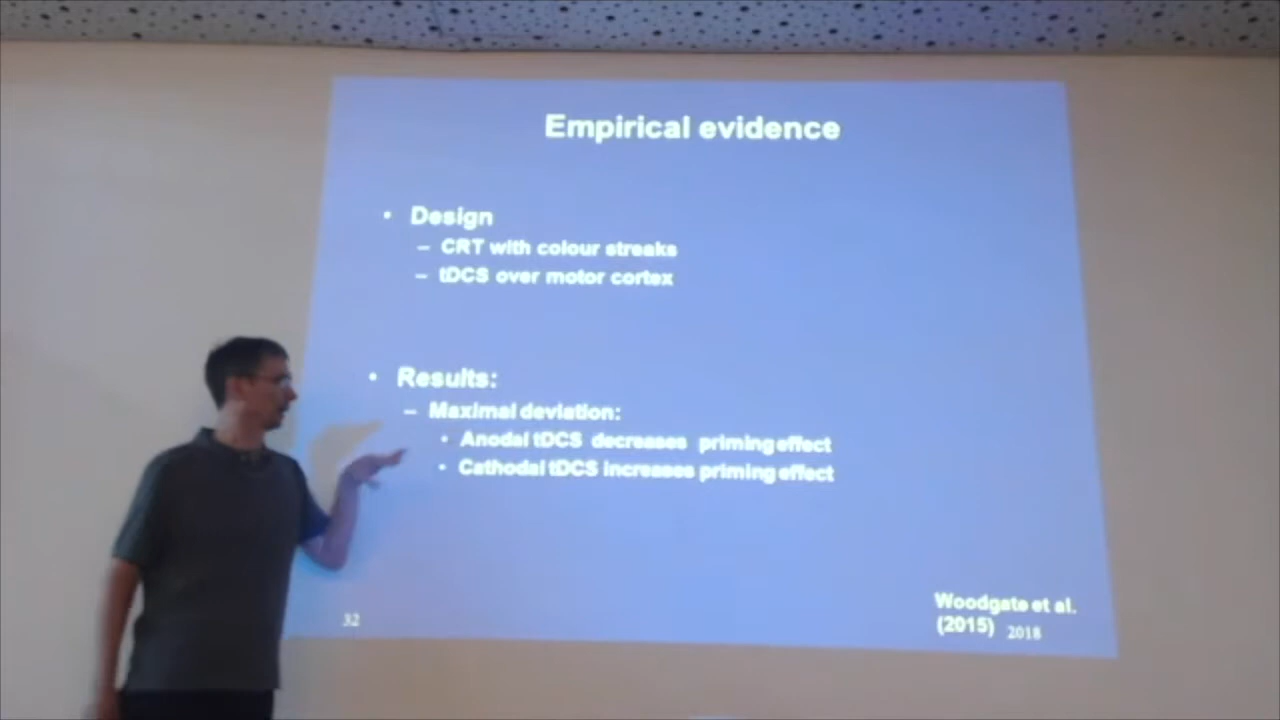 Empirical evidence
• Design
– CRT with colour streaks
– tDCS over motor cortex
• Results:
– Maximal deviation:
• Anodal tDCS decreases priming effect
• Cathodal tDCS increases priming effect
Woodgate et al.
(2015)
32
2018